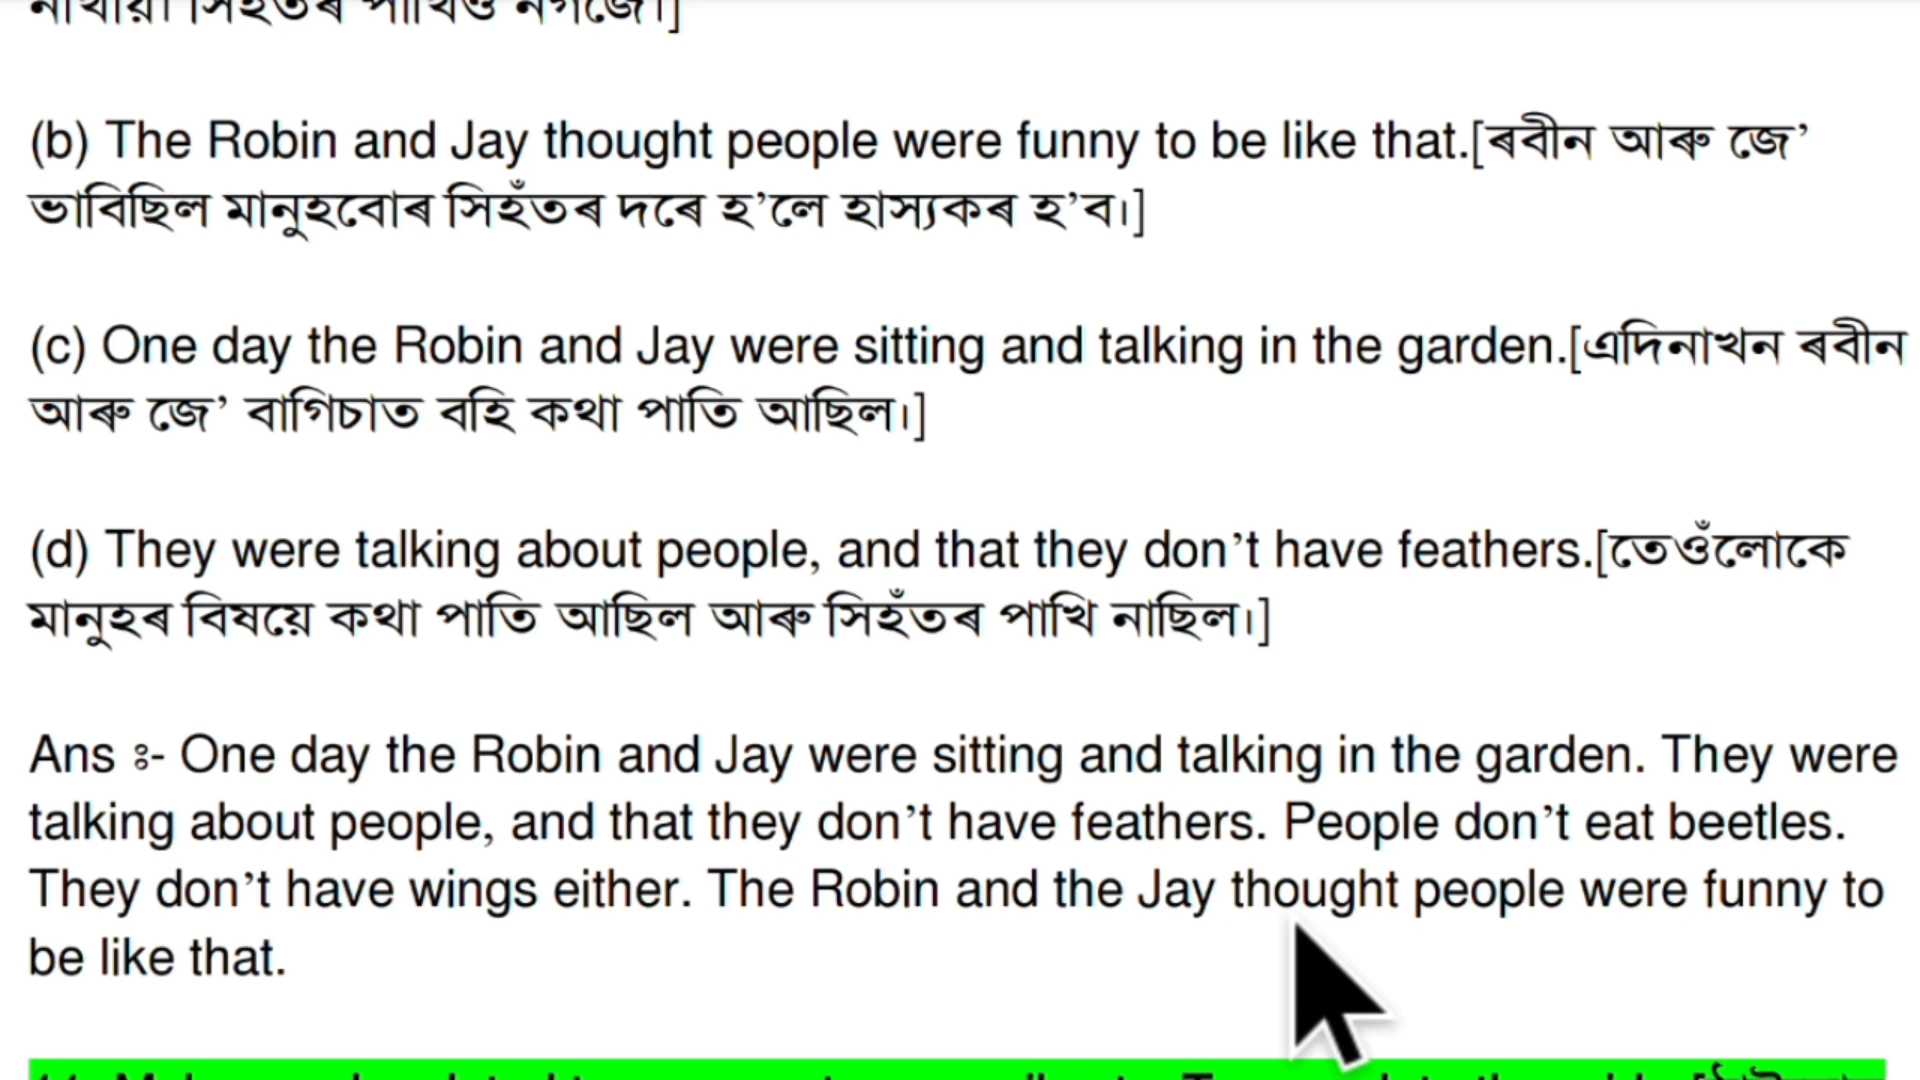 (b) The Robin and Jay thought people were funny to be like that.[ৰবীন আৰু জে’
ভাবিছিল মানুহবোৰ সিহঁতৰ দৰে হ’লে হাস্যকৰ হ’ব।]
(c) One day the Robin and Jay were sitting and talking in the garden.[এদিনাখন ৰবীন
আৰু জে’ বাগিচাত বহি কথা পাতি আছিল।]
(d) They were talking about people, and that they don’t have feathers.[তেওঁলোকে
মানুহৰ বিষয়ে কথা পাতি আছিল আৰু সিহঁতৰ পাখি নাছিল।]
Ans ঃ- One day the Robin and Jay were sitting and talking in the garden. They were
talking about people, and that they don’t have feathers. People don’t eat beetles.
They don’t have wings either. The Robin and the Jay thought people were funny to
be like that.